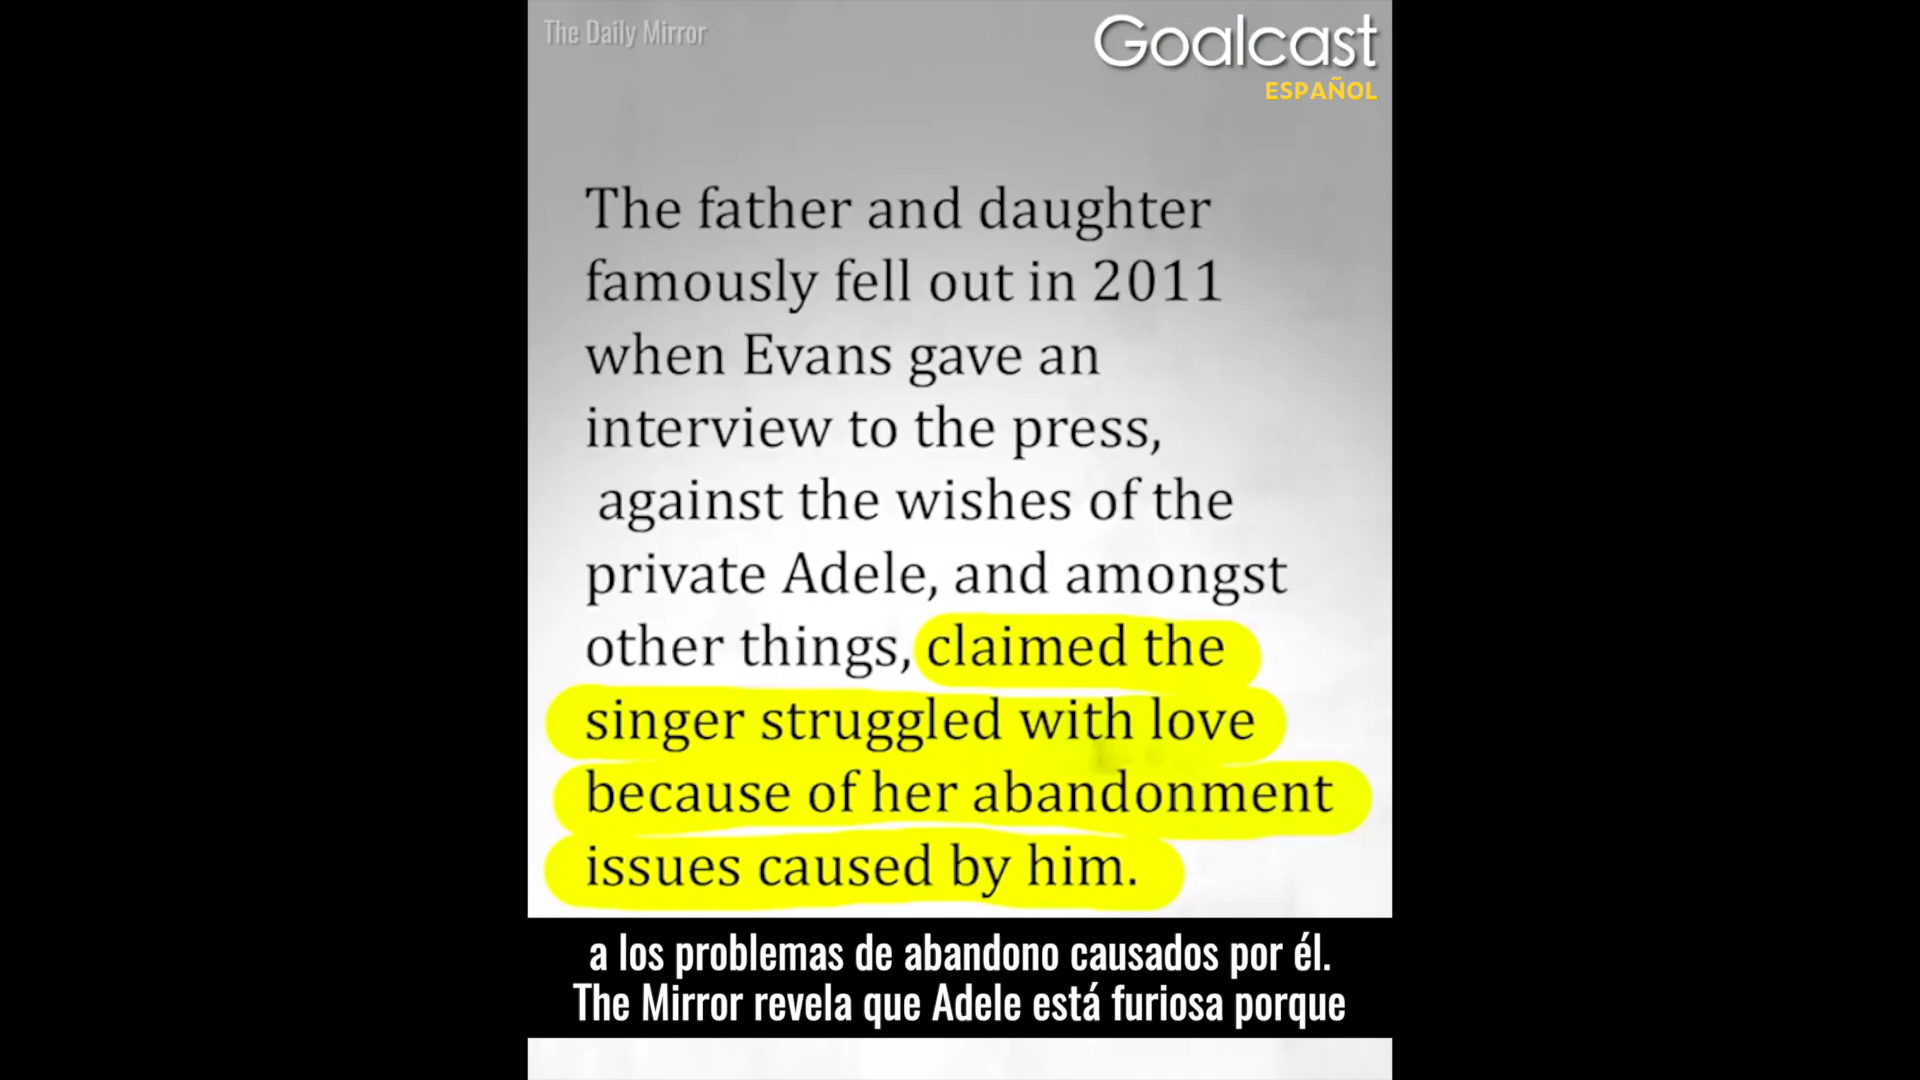 The Daily Mirror
Goalcast
ESPAÑOL
The father and daughter
famously fell out in 2011
when Evans gave an
interview to the press,
against the wishes of the
private Adele, and amongst
other things, claimed the
singer struggled with love
because of her abandonment
issues caused by him.
a los problemas de abandono causados por él.
The Mirror revela que Adele está furiosa porque